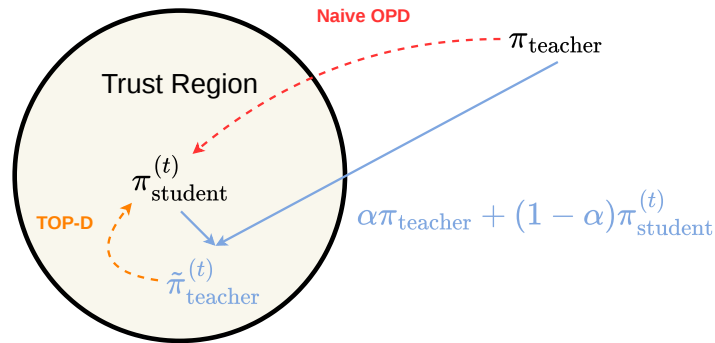 Naive OPD
π_teacher
Trust Region
π_student^(t)
TOP-D
απ_teacher + (1 − α)π_student^(t)
π̃_teacher^(t)